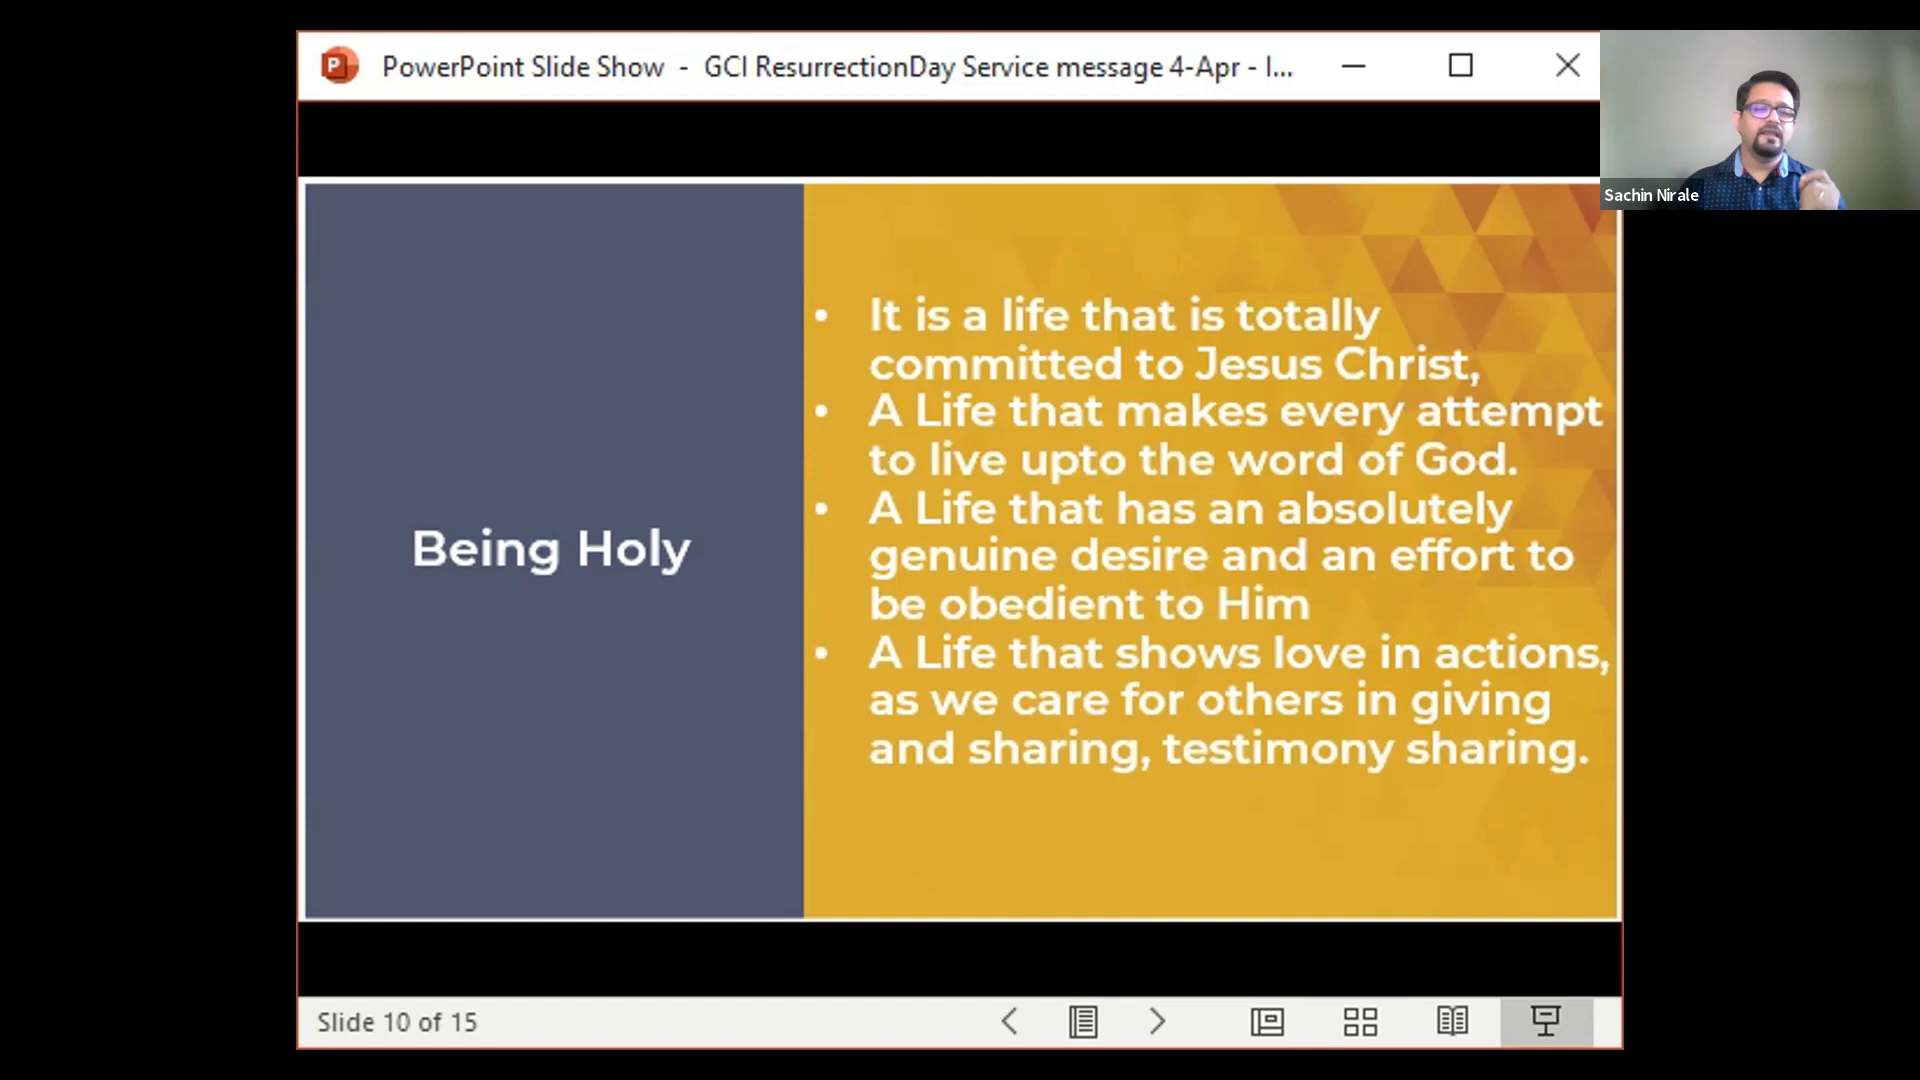 PowerPoint Slide Show - GCI ResurrectionDay Service message 4-Apr - I...
Sachin Nirale
Being Holy
• It is a life that is totally
committed to Jesus Christ,
• A Life that makes every attempt
to live upto the word of God.
• A Life that has an absolutely
genuine desire and an effort to
be obedient to Him
• A Life that shows love in actions,
as we care for others in giving
and sharing, testimony sharing.
Slide 10 of 15